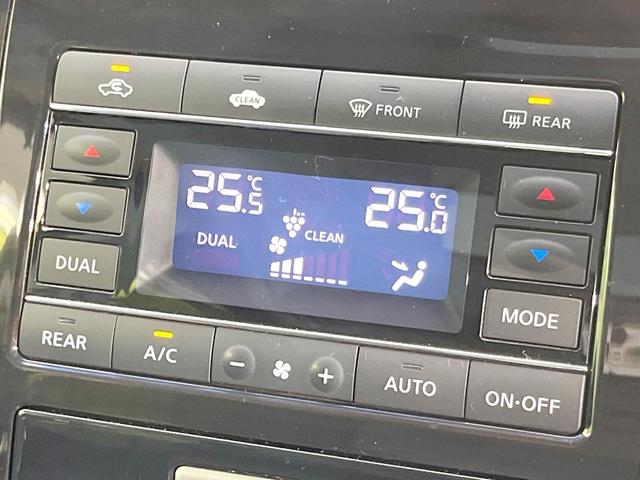 CLEAN
FRONT
REAR
25.5℃
25.0℃
DUAL CLEAN
DUAL
MODE
REAR
A/C
- +
AUTO
ON·OFF